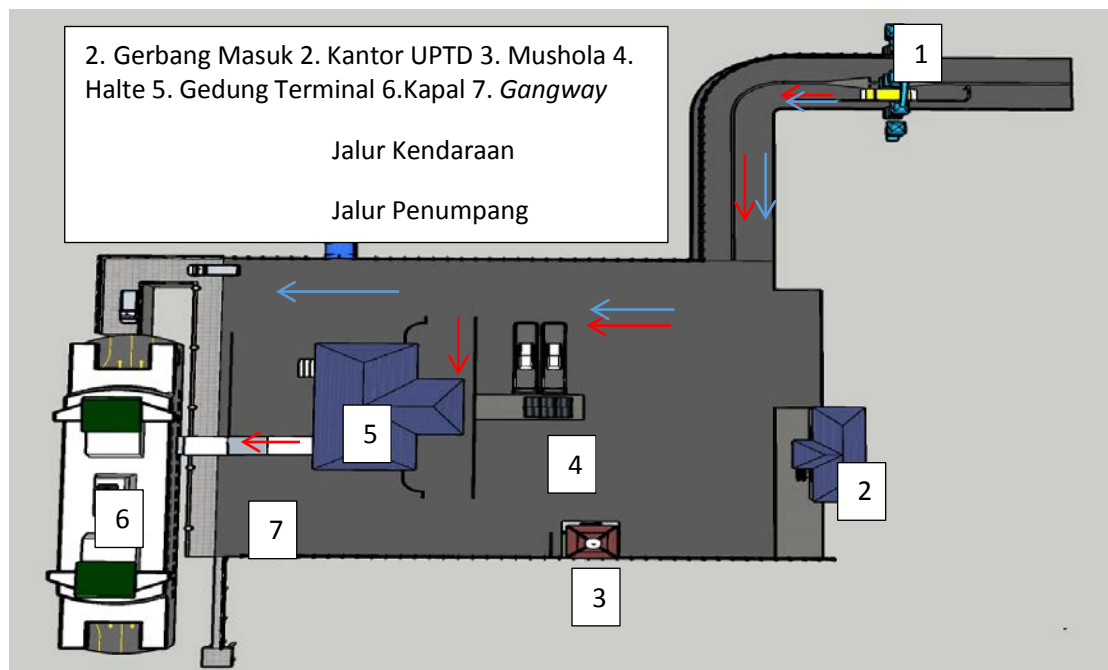 2. Gerbang Masuk 2. Kantor UPTD 3. Mushola 4.
Halte 5. Gedung Terminal 6.Kapal 7. Gangway
Jalur Kendaraan
Jalur Penumpang
1
5
4
2
6
7
3